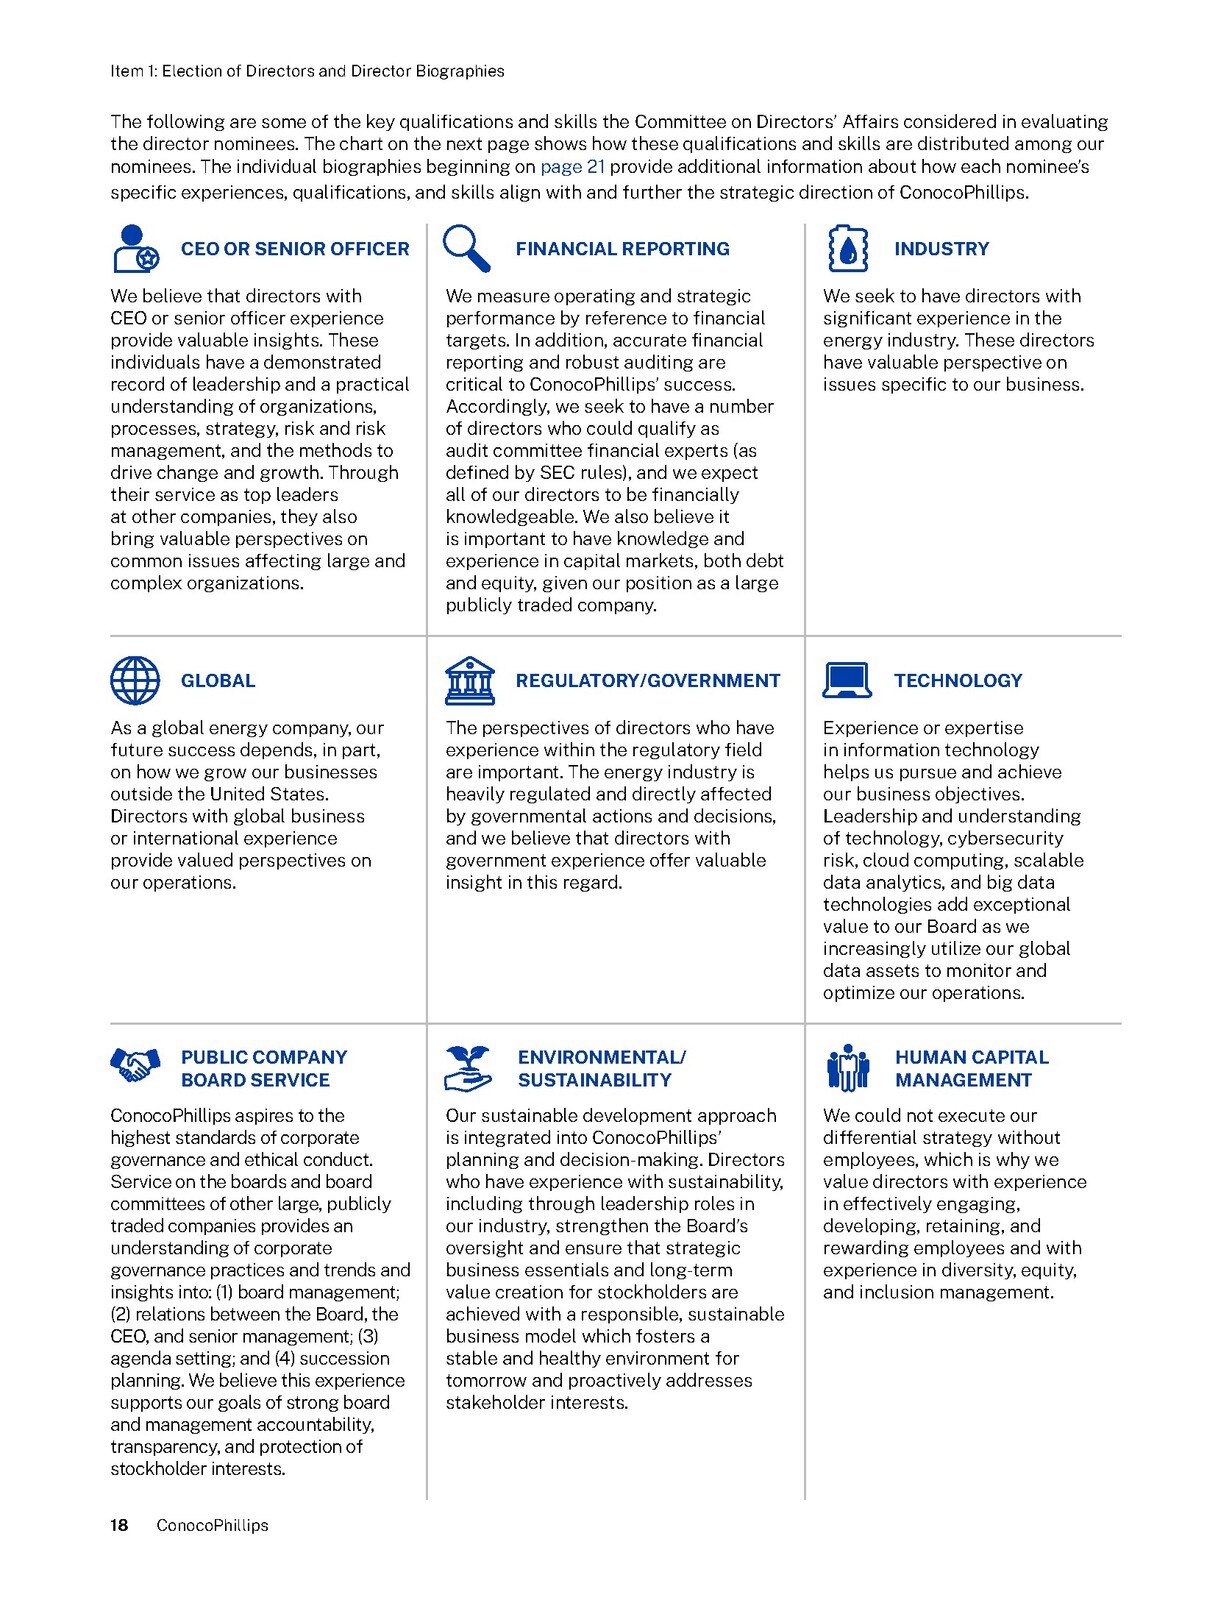 Item 1: Election of Directors and Director Biographies
The following are some of the key qualifications and skills the Committee on Directors’ Affairs considered in evaluating
the director nominees. The chart on the next page shows how these qualifications and skills are distributed among our
nominees. The individual biographies beginning on page 21 provide additional information about how each nominee’s
specific experiences, qualifications, and skills align with and further the strategic direction of ConocoPhillips.
CEO OR SENIOR OFFICER
We believe that directors with
CEO or senior officer experience
provide valuable insights. These
individuals have a demonstrated
record of leadership and a practical
understanding of organizations,
processes, strategy, risk and risk
management, and the methods to
drive change and growth. Through
their service as top leaders
at other companies, they also
bring valuable perspectives on
common issues affecting large and
complex organizations.
FINANCIAL REPORTING
We measure operating and strategic
performance by reference to financial
targets. In addition, accurate financial
reporting and robust auditing are
critical to ConocoPhillips’ success.
Accordingly, we seek to have a number
of directors who could qualify as
audit committee financial experts (as
defined by SEC rules), and we expect
all of our directors to be financially
knowledgeable. We also believe it
is important to have knowledge and
experience in capital markets, both debt
and equity, given our position as a large
publicly traded company.
INDUSTRY
We seek to have directors with
significant experience in the
energy industry. These directors
have valuable perspective on
issues specific to our business.
GLOBAL
As a global energy company, our
future success depends, in part,
on how we grow our businesses
outside the United States.
Directors with global business
or international experience
provide valued perspectives on
our operations.
REGULATORY/GOVERNMENT
The perspectives of directors who have
experience within the regulatory field
are important. The energy industry is
heavily regulated and directly affected
by governmental actions and decisions,
and we believe that directors with
government experience offer valuable
insight in this regard.
TECHNOLOGY
Experience or expertise
in information technology
helps us pursue and achieve
our business objectives.
Leadership and understanding
of technology, cybersecurity
risk, cloud computing, scalable
data analytics, and big data
technologies add exceptional
value to our Board as we
increasingly utilize our global
data assets to monitor and
optimize our operations.
PUBLIC COMPANY
BOARD SERVICE
ConocoPhillips aspires to the
highest standards of corporate
governance and ethical conduct.
Service on the boards and board
committees of other large, publicly
traded companies provides an
understanding of corporate
governance practices and trends and
insights into: (1) board management;
(2) relations between the Board, the
CEO, and senior management; (3)
agenda setting; and (4) succession
planning. We believe this experience
supports our goals of strong board
and management accountability,
transparency, and protection of
stockholder interests.
ENVIRONMENTAL/
SUSTAINABILITY
Our sustainable development approach
is integrated into ConocoPhillips’
planning and decision-making. Directors
who have experience with sustainability,
including through leadership roles in
our industry, strengthen the Board’s
oversight and ensure that strategic
business essentials and long-term
value creation for stockholders are
achieved with a responsible, sustainable
business model which fosters a
stable and healthy environment for
tomorrow and proactively addresses
stakeholder interests.
HUMAN CAPITAL
MANAGEMENT
We could not execute our
differential strategy without
employees, which is why we
value directors with experience
in effectively engaging,
developing, retaining, and
rewarding employees and with
experience in diversity, equity,
and inclusion management.
18 ConocoPhillips